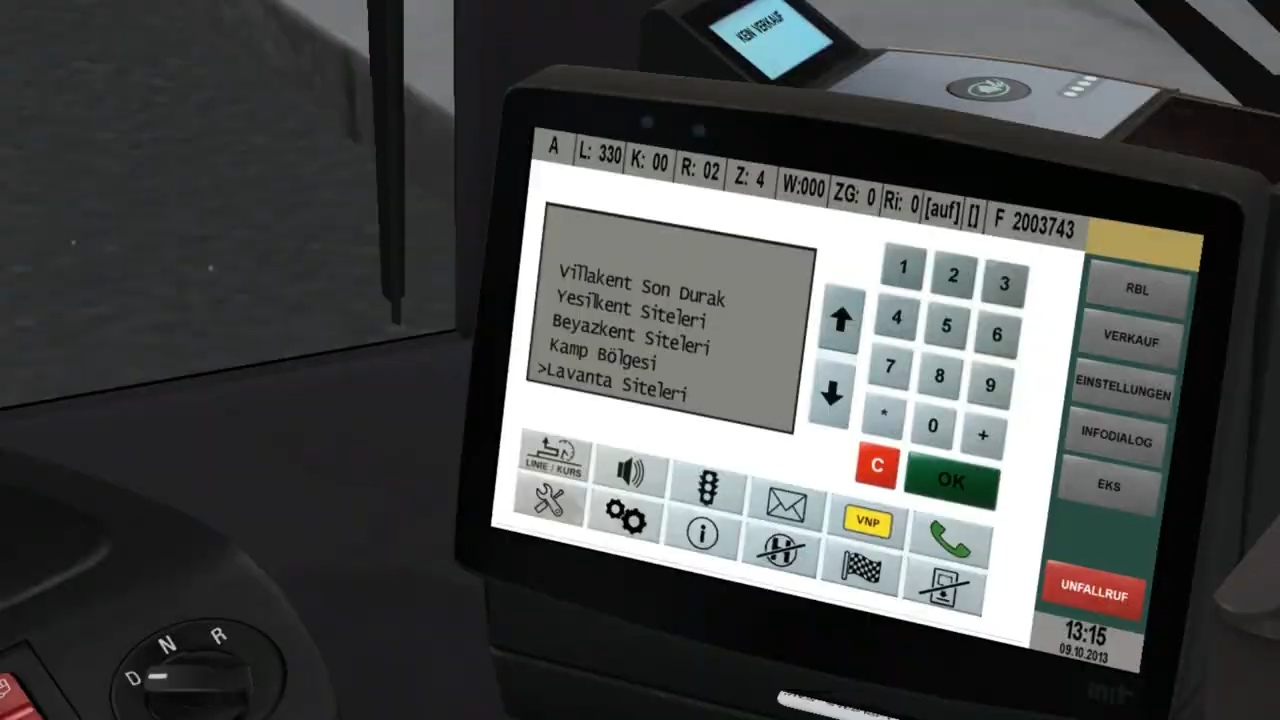 KEIN VERKAUF
A L: 330 K: 00 R: 02 Z: 4 W:000 ZG: 0 Ri: 0 [auf] [] F 2003743
Villakent Son Durak
Yesilkent Siteleri
Beyazkent Siteleri
Kamp Bölgesi
>Lavanta Siteleri
1 2 3
4 5 6
7 8 9
* 0 +
C OK
RBL
VERKAUF
EINSTELLUNGEN
INFODIALOG
EKS
UNFALLRUF
13:15
09.10.2013
LINIE / KURS
VNP
i
H
init
D N R